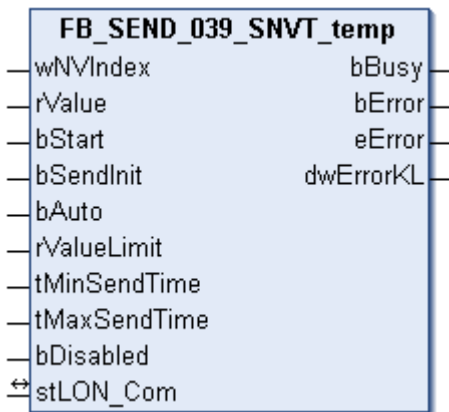 FB_SEND_039_SNVT_temp
wNVIndex bBusy
rValue bError
bStart eError
bSendInit dwErrorKL
bAuto
rValueLimit
tMinSendTime
tMaxSendTime
bDisabled
stLON_Com